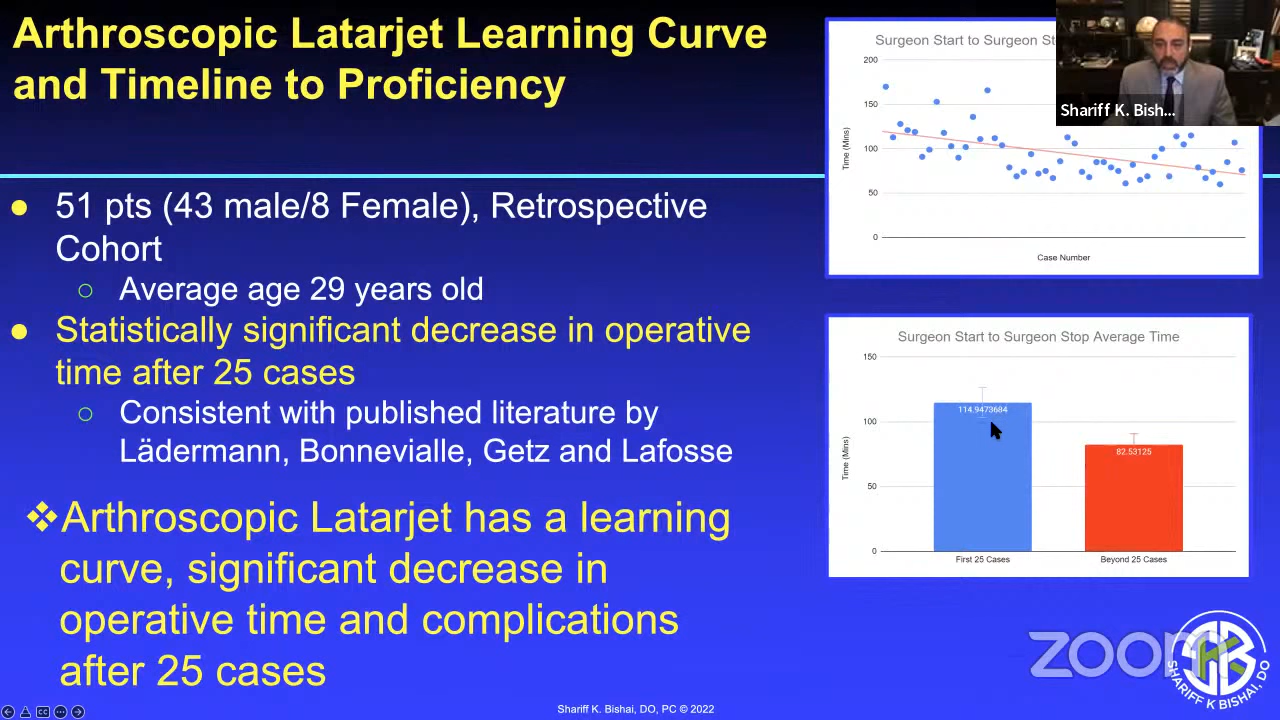 Arthroscopic Latarjet Learning Curve
and Timeline to Proficiency
51 pts (43 male/8 Female), Retrospective
Cohort
Average age 29 years old
Statistically significant decrease in operative
time after 25 cases
Consistent with published literature by
Lädermann, Bonnevialle, Getz and Lafosse
Arthroscopic Latarjet has a learning
curve, significant decrease in
operative time and complications
after 25 cases
Surgeon Start to Surgeon
200
150
100
50
0
Time (Mins)
Case Number
Shariff K. Bish...
Surgeon Start to Surgeon Stop Average Time
150
100
50
0
Time (Mins)
114.9473684
82.53125
First 25 Cases
Beyond 25 Cases
zoom
SHARIFF K BISHAI, DO
Shariff K. Bishai, DO, PC © 2022